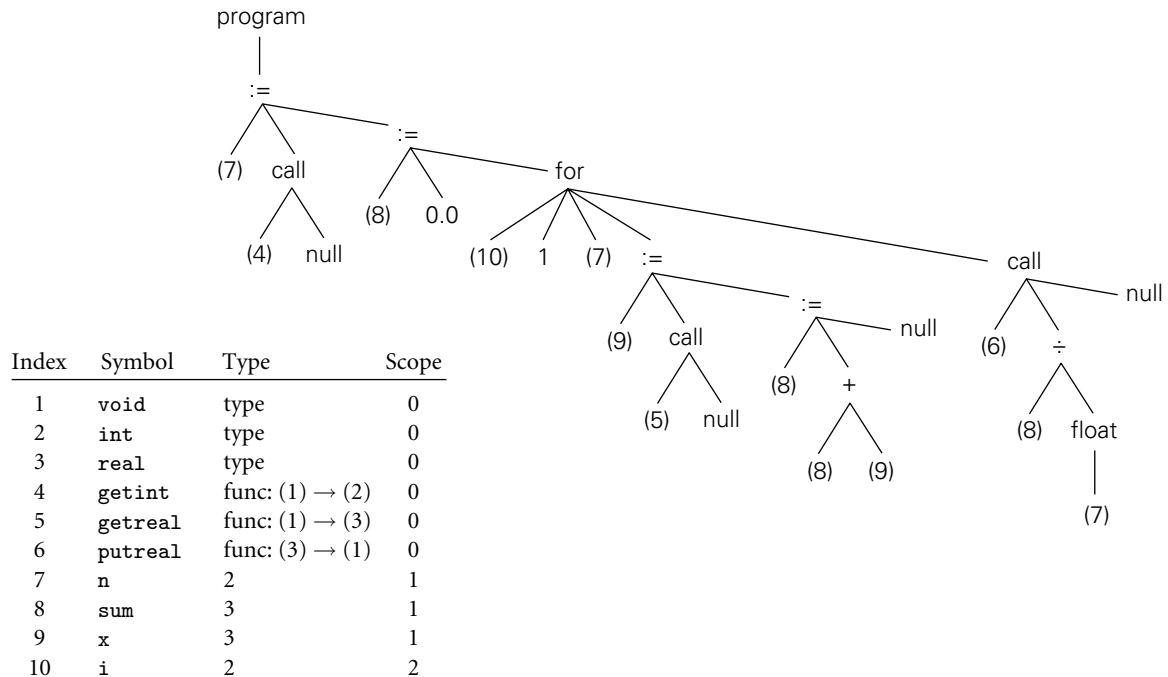 program
:=
:=
(7) call
for
(8) 0.0
(4) null
(10) 1 (7) :=
call
null
:=
null
(9) call
(6) ÷
(8) +
(5) null
(8) float
(8) (9)
(7)
Index Symbol Type Scope
1 void type 0
2 int type 0
3 real type 0
4 getint func: (1) → (2) 0
5 getreal func: (1) → (3) 0
6 putreal func: (3) → (1) 0
7 n 2 1
8 sum 3 1
9 x 3 1
10 i 2 2